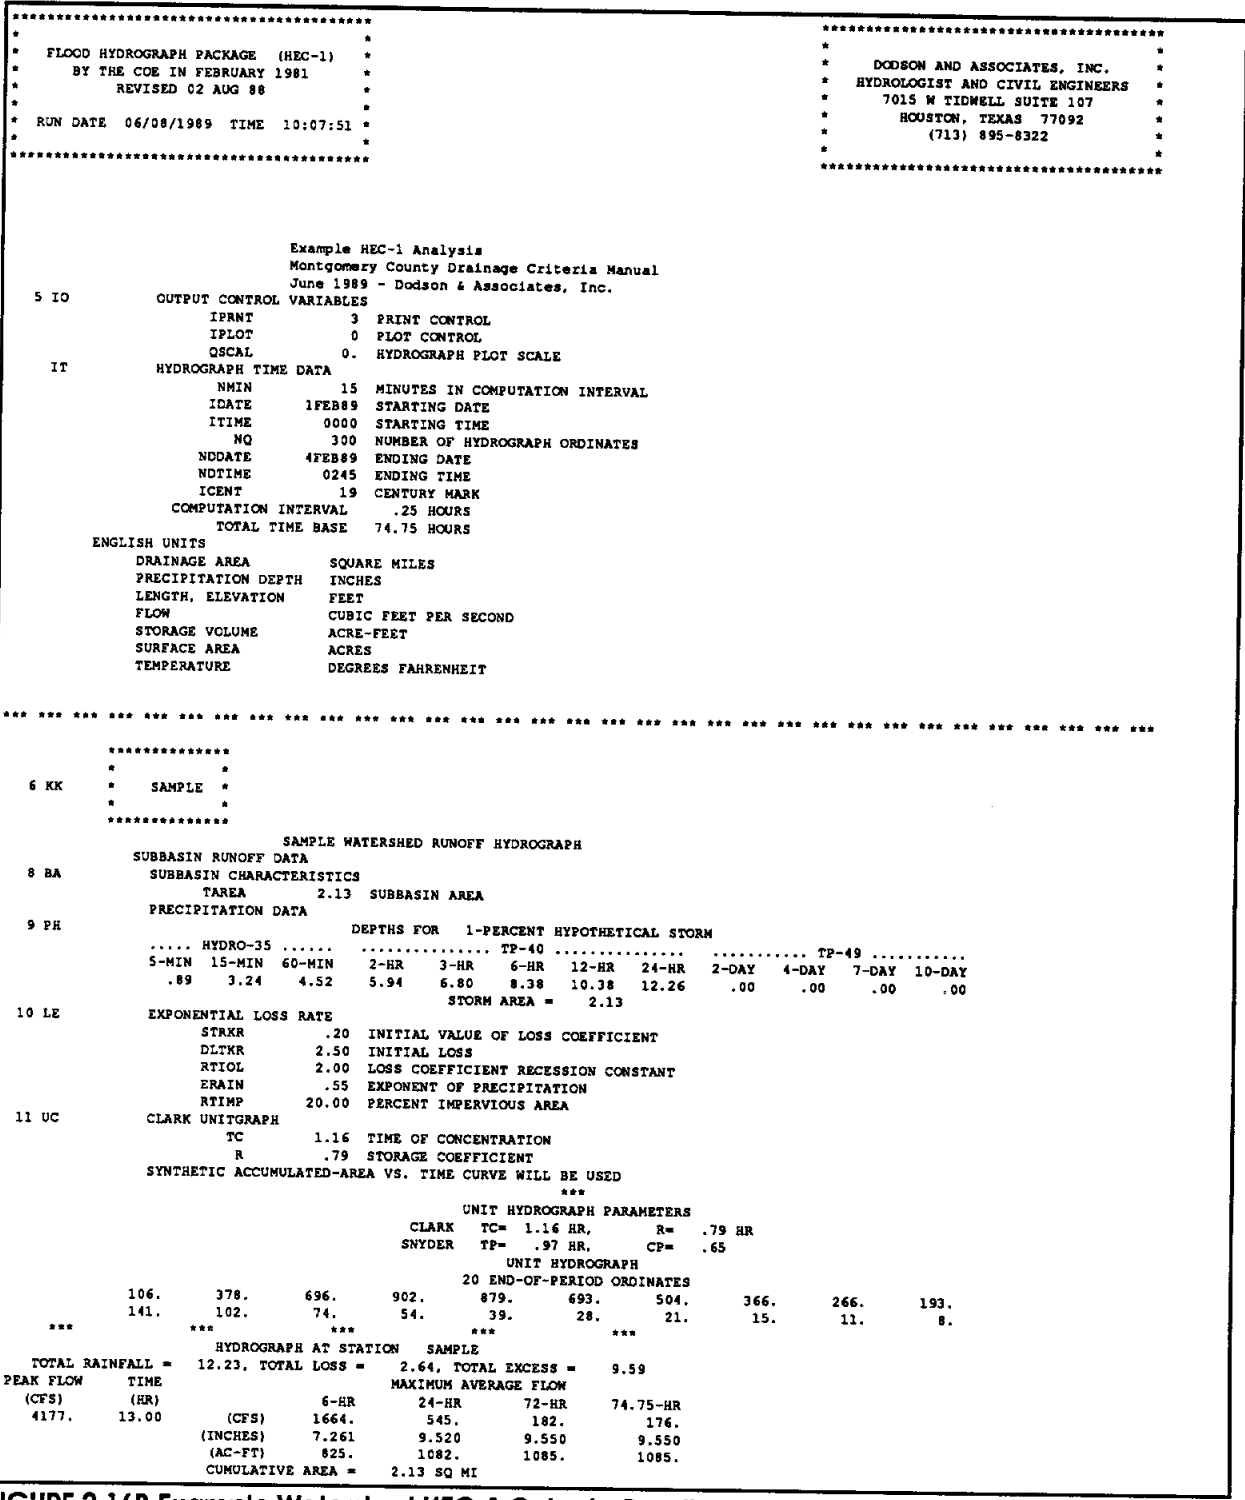 ****************************************
* *
* FLOOD HYDROGRAPH PACKAGE (HEC-1) *
* BY THE COE IN FEBRUARY 1981 *
* REVISED 02 AUG 88 *
* *
* RUN DATE 06/08/1989 TIME 10:07:51 *
* *
****************************************
****************************************
* *
* DODSON AND ASSOCIATES, INC. *
* HYDROLOGIST AND CIVIL ENGINEERS *
* 7015 W TIDWELL SUITE 107 *
* HOUSTON, TEXAS 77092 *
* (713) 895-8322 *
* *
****************************************
Example HEC-1 Analysis
Montgomery County Drainage Criteria Manual
June 1989 - Dodson & Associates, Inc.
5 IO OUTPUT CONTROL VARIABLES
IPRNT 3 PRINT CONTROL
IPLOT 0 PLOT CONTROL
QSCAL 0. HYDROGRAPH PLOT SCALE
IT HYDROGRAPH TIME DATA
NMIN 15 MINUTES IN COMPUTATION INTERVAL
IDATE 1FEB89 STARTING DATE
ITIME 0000 STARTING TIME
NQ 300 NUMBER OF HYDROGRAPH ORDINATES
NDDATE 4FEB89 ENDING DATE
NDTIME 0245 ENDING TIME
ICENT 19 CENTURY MARK
COMPUTATION INTERVAL .25 HOURS
TOTAL TIME BASE 74.75 HOURS
ENGLISH UNITS
DRAINAGE AREA SQUARE MILES
PRECIPITATION DEPTH INCHES
LENGTH, ELEVATION FEET
FLOW CUBIC FEET PER SECOND
STORAGE VOLUME ACRE-FEET
SURFACE AREA ACRES
TEMPERATURE DEGREES FAHRENHEIT
*** *** *** *** *** *** *** *** *** *** *** *** *** *** *** *** *** *** *** *** *** *** *** *** *** *** *** *** *** *** *** *** ***
**************
* *
6 KK * SAMPLE *
* *
**************
SAMPLE WATERSHED RUNOFF HYDROGRAPH
SUBBASIN RUNOFF DATA
8 BA SUBBASIN CHARACTERISTICS
TAREA 2.13 SUBBASIN AREA
PRECIPITATION DATA
9 PH DEPTHS FOR 1-PERCENT HYPOTHETICAL STORM
..... HYDRO-35 ...... ............... TP-40 ............... ........... TP-49 ...........
5-MIN 15-MIN 60-MIN 2-HR 3-HR 6-HR 12-HR 24-HR 2-DAY 4-DAY 7-DAY 10-DAY
.89 3.24 4.52 5.94 6.80 8.38 10.38 12.26 .00 .00 .00 .00
STORM AREA = 2.13
10 LE EXPONENTIAL LOSS RATE
STRKR .20 INITIAL VALUE OF LOSS COEFFICIENT
DLTKR 2.50 INITIAL LOSS
RTIOL 2.00 LOSS COEFFICIENT RECESSION CONSTANT
ERAIN .55 EXPONENT OF PRECIPITATION
RTIMP 20.00 PERCENT IMPERVIOUS AREA
11 UC CLARK UNITGRAPH
TC 1.16 TIME OF CONCENTRATION
R .79 STORAGE COEFFICIENT
SYNTHETIC ACCUMULATED-AREA VS. TIME CURVE WILL BE USED
***
UNIT HYDROGRAPH PARAMETERS
CLARK TC= 1.16 HR, R= .79 HR
SNYDER TP= .97 HR, CP= .65
UNIT HYDROGRAPH
20 END-OF-PERIOD ORDINATES
106. 378. 696. 902. 879. 693. 504. 366. 266. 193.
141. 102. 74. 54. 39. 28. 21. 15. 11. 8.
*** *** *** *** ***
HYDROGRAPH AT STATION SAMPLE
TOTAL RAINFALL = 12.23, TOTAL LOSS = 2.64, TOTAL EXCESS = 9.59
PEAK FLOW TIME MAXIMUM AVERAGE FLOW
(CFS) (HR) 6-HR 24-HR 72-HR 74.75-HR
4177. 13.00 (CFS) 1664. 545. 182. 176.
(INCHES) 7.261 9.520 9.550 9.550
(AC-FT) 825. 1082. 1085. 1085.
CUMULATIVE AREA = 2.13 SQ MI